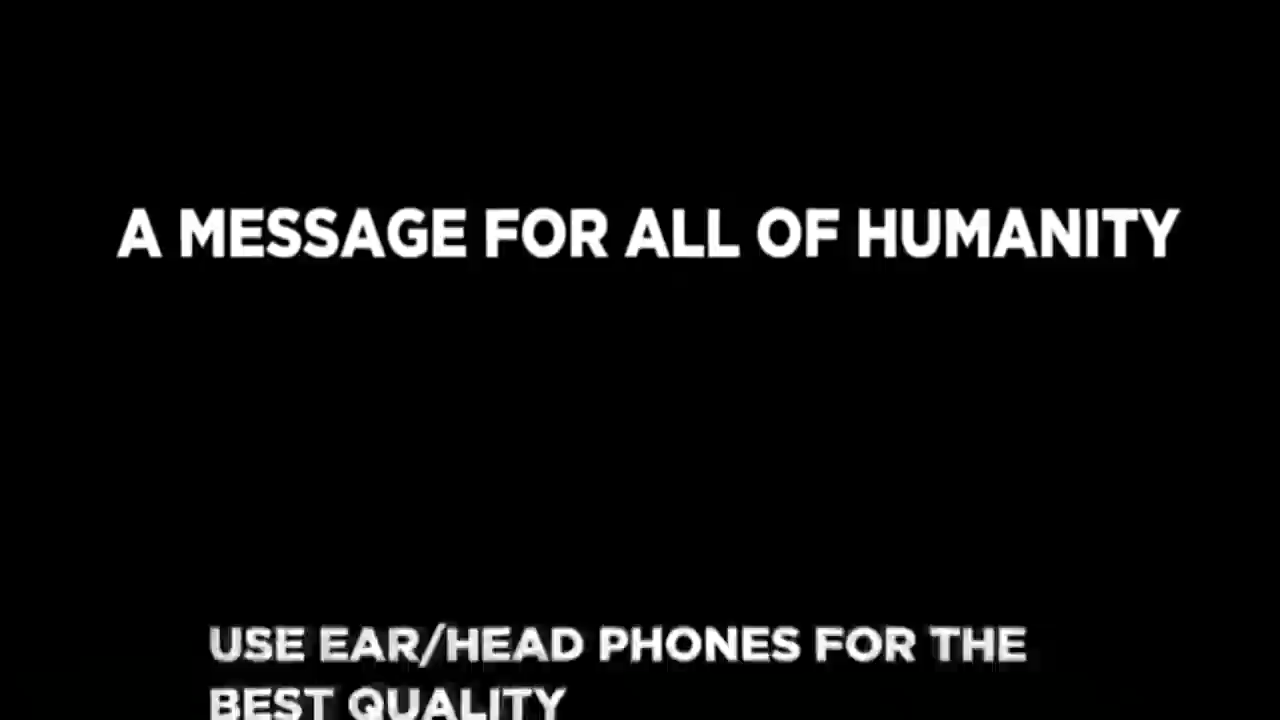 A MESSAGE FOR ALL OF HUMANITY
USE EAR/HEAD PHONES FOR THE
BEST QUALITY